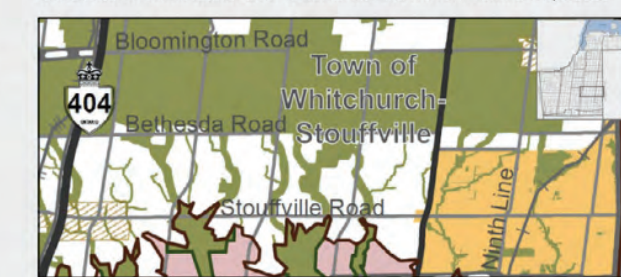 Bloomington Road
Town of
Whitchurch-
Stouffville
404
Bethesda Road
Stouffville Road
Ninth Line